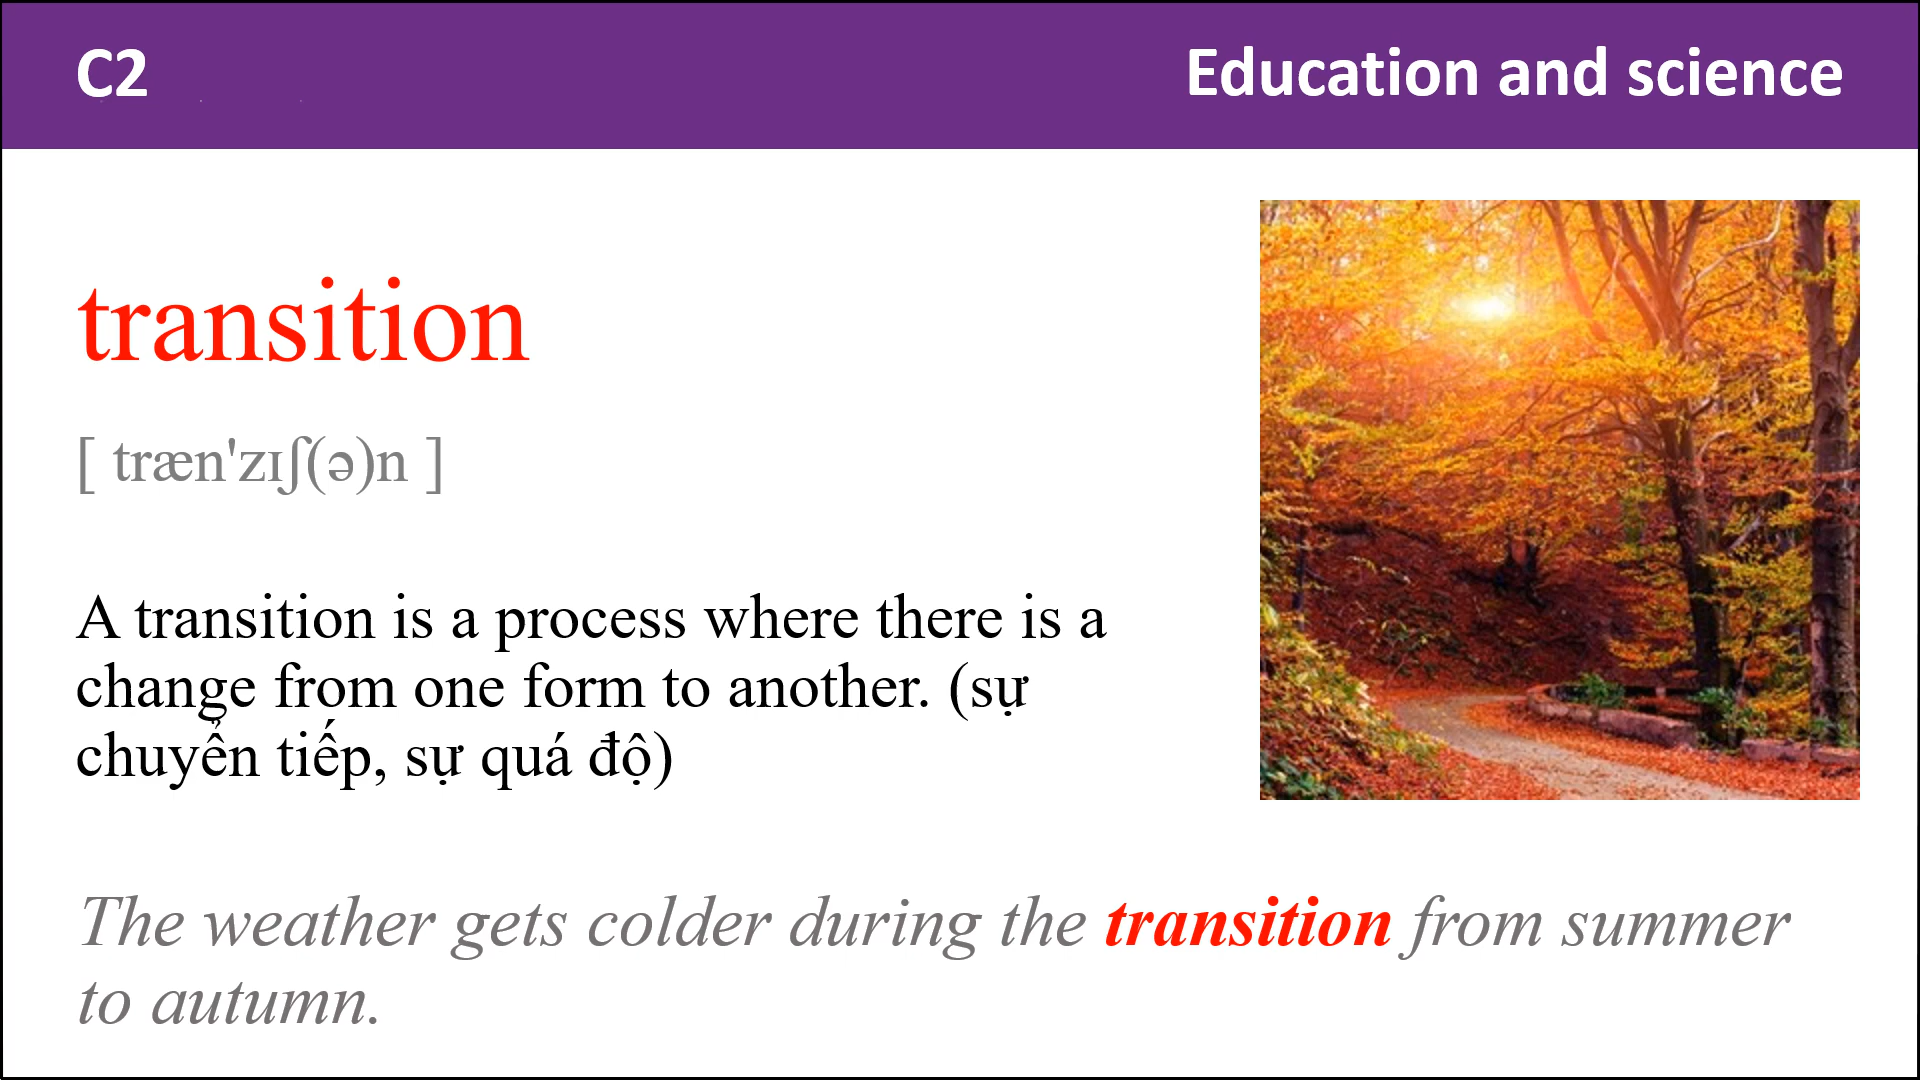 C2
Education and science
transition
[ træn'zɪʃ(ə)n ]
A transition is a process where there is a
change from one form to another. (sự
chuyển tiếp, sự quá độ)
The weather gets colder during the transition from summer
to autumn.